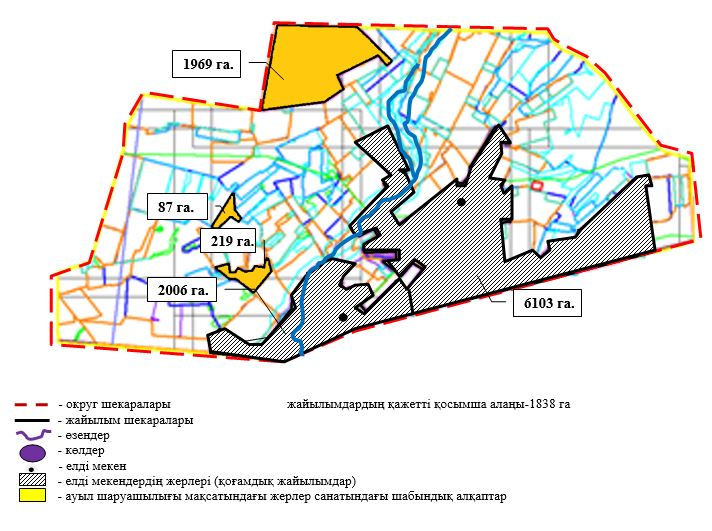 1969 га.
87 га.
219 га.
2006 га.
6103 га.
- округ шекаралары
жайылымдардың қажетті қосымша алаңы-1838 га
- жайылым шекаралары
- өзендер
- көлдер
- елді мекен
- елді мекендердің жерлері (қоғамдық жайылымдар)
- ауыл шаруашылығы мақсатындағы жерлер санатындағы шабындық алқаптар